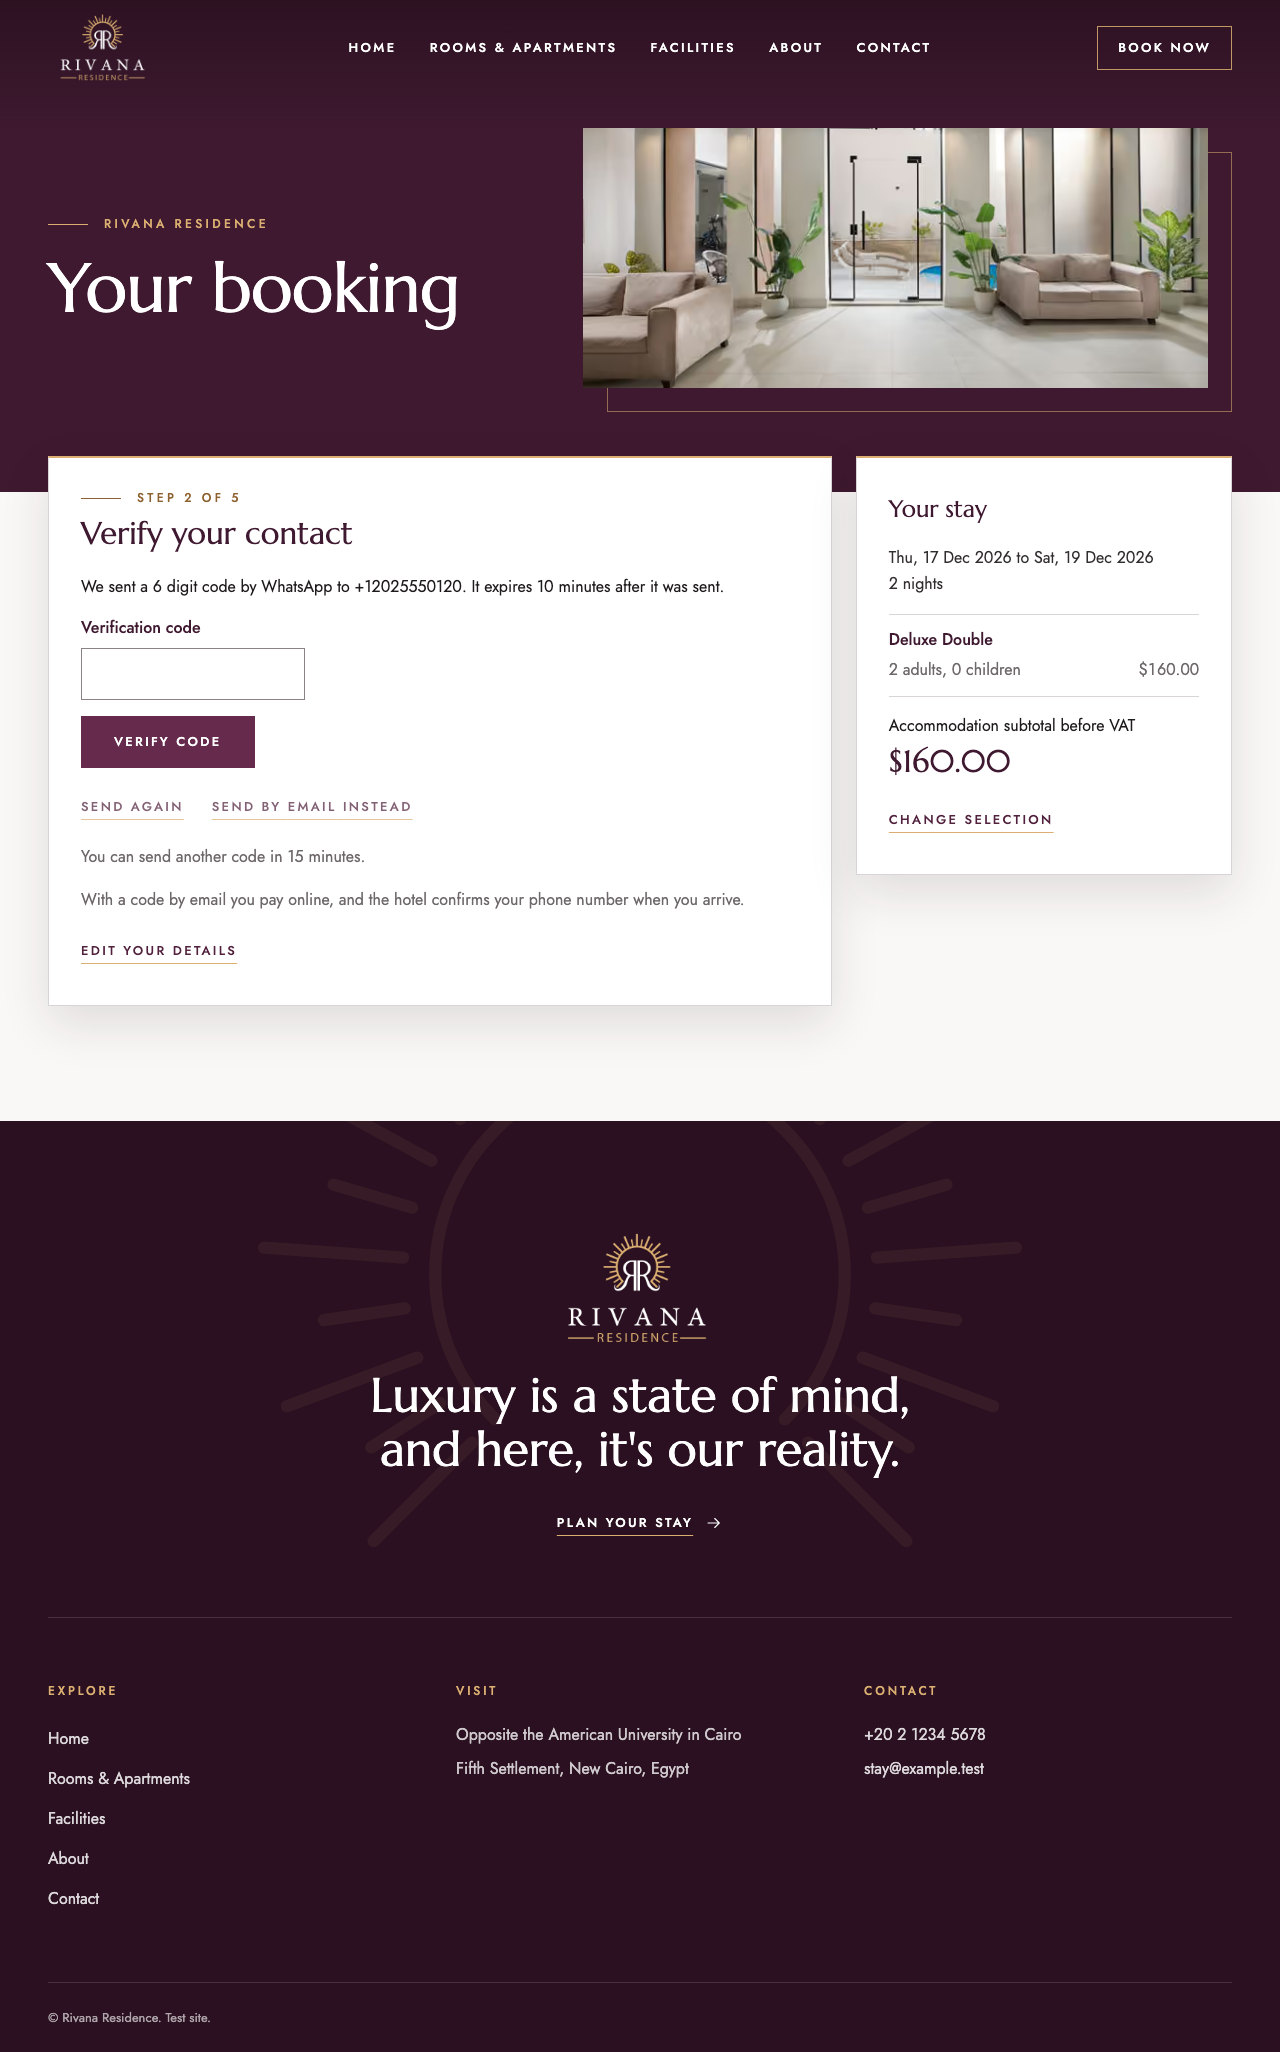 RIVANA
RESIDENCE
HOME
ROOMS & APARTMENTS
FACILITIES
ABOUT
CONTACT
BOOK NOW
RIVANA RESIDENCE
Your booking
STEP 2 OF 5
Verify your contact
We sent a 6 digit code by WhatsApp to +12025550120. It expires 10 minutes after it was sent.
Verification code
VERIFY CODE
SEND AGAIN
SEND BY EMAIL INSTEAD
You can send another code in 15 minutes.
With a code by email you pay online, and the hotel confirms your phone number when you arrive.
EDIT YOUR DETAILS
Your stay
Thu, 17 Dec 2026 to Sat, 19 Dec 2026
2 nights
Deluxe Double
2 adults, 0 children $160.00
Accommodation subtotal before VAT
$160.00
CHANGE SELECTION
RIVANA
RESIDENCE
Luxury is a state of mind,
and here, it's our reality.
PLAN YOUR STAY →
EXPLORE
Home
Rooms & Apartments
Facilities
About
Contact
VISIT
Opposite the American University in Cairo
Fifth Settlement, New Cairo, Egypt
CONTACT
+20 2 1234 5678
stay@example.test
© Rivana Residence. Test site.